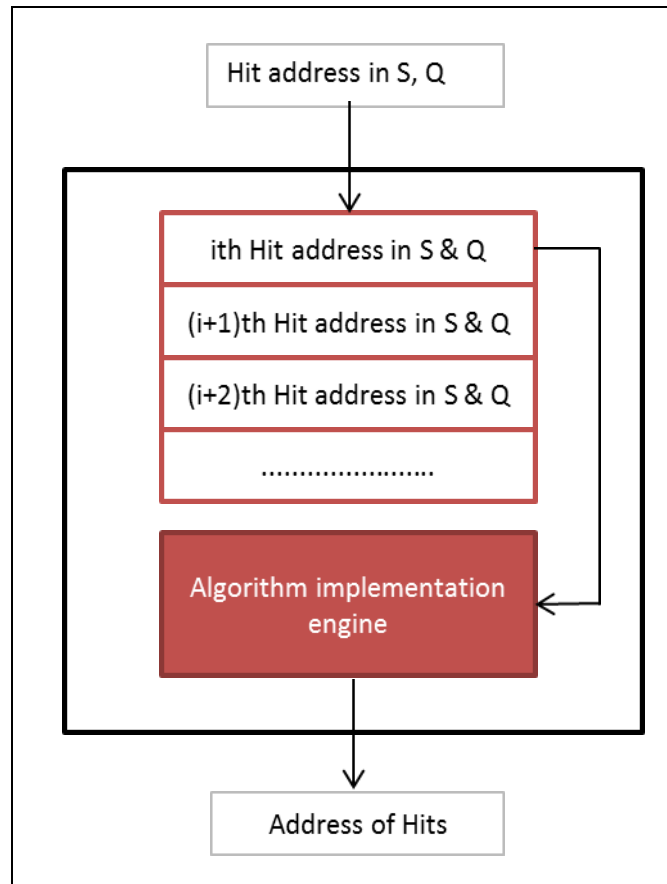 Hit address in S, Q
ith Hit address in S & Q
(i+1)th Hit address in S & Q
(i+2)th Hit address in S & Q
.......................
Algorithm implementation
engine
Address of Hits